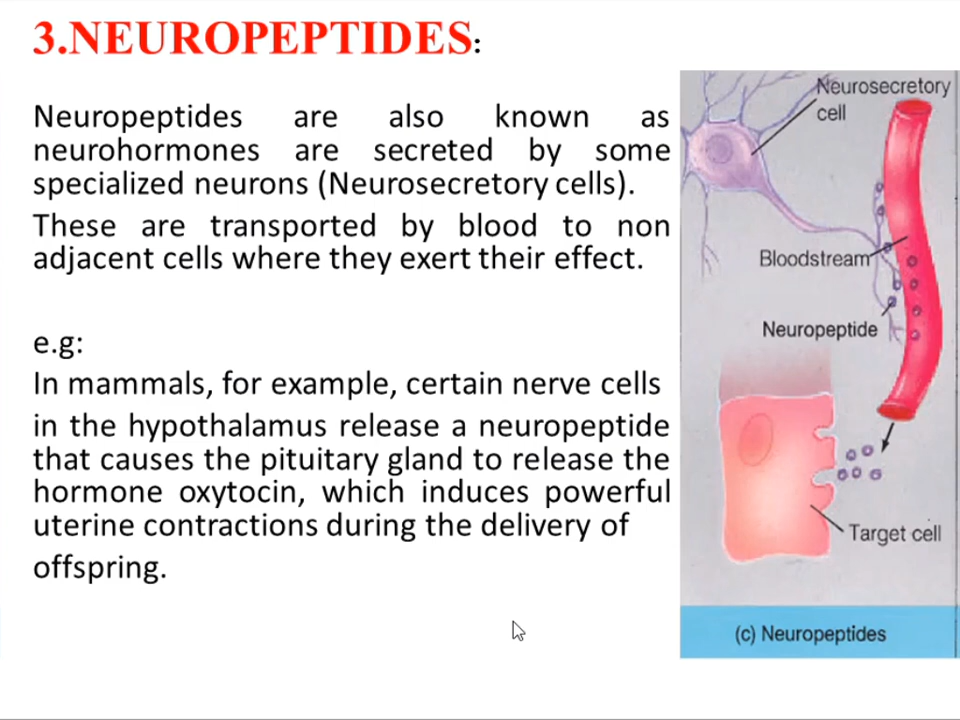 3.NEUROPEPTIDES:
Neuropeptides are also known as
neurohormones are secreted by some
specialized neurons (Neurosecretory cells).
These are transported by blood to non
adjacent cells where they exert their effect.
e.g:
In mammals, for example, certain nerve cells
in the hypothalamus release a neuropeptide
that causes the pituitary gland to release the
hormone oxytocin, which induces powerful
uterine contractions during the delivery of
offspring.
Neurosecretory
cell
Bloodstream
Neuropeptide
Target cell
(c) Neuropeptides